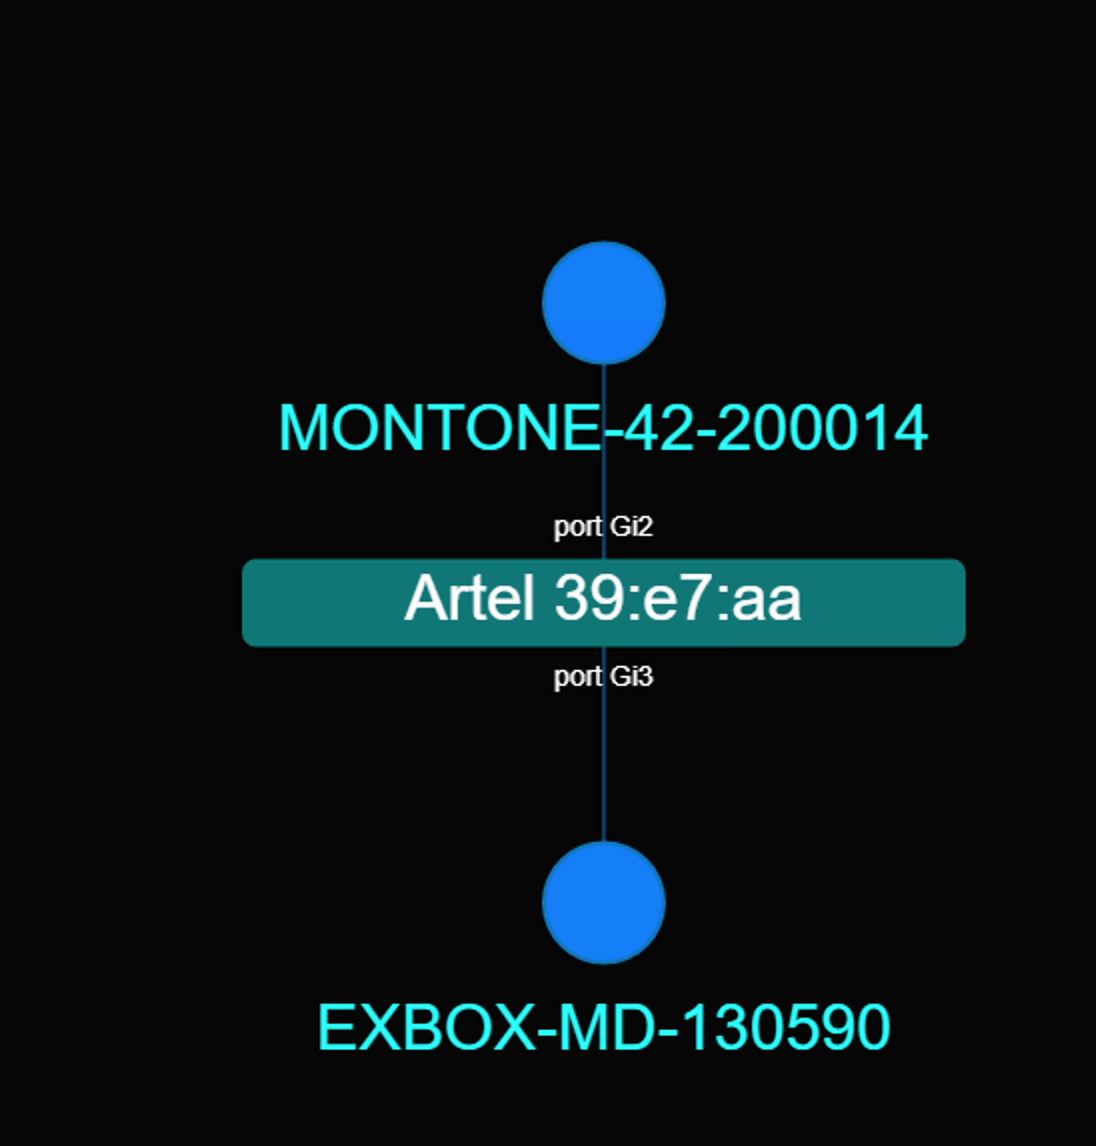 MONTONE-42-200014
port Gi2
Artel 39:e7:aa
port Gi3
EXBOX-MD-130590